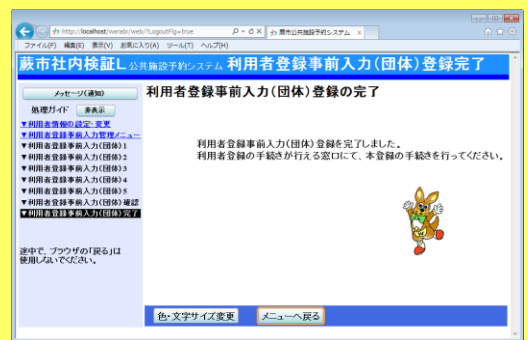 http://localhost/warabi/web/?LogoutFlg=true
蕨市公共施設予約システム
ファイル(F) 編集(E) 表示(V) お気に入り(A) ツール(T) ヘルプ(H)
蕨市社内検証L 公共施設予約システム 利用者登録事前入力(団体)登録完了
メッセージ(通知)
処理ガイド 非表示
▼利用者情報の設定・変更
▼利用者登録事前入力管理メニュー
▼利用者登録事前入力(団体)1
▼利用者登録事前入力(団体)2
▼利用者登録事前入力(団体)3
▼利用者登録事前入力(団体)4
▼利用者登録事前入力(団体)5
▼利用者登録事前入力(団体)確認
▼利用者登録事前入力(団体)完了
途中で、ブラウザの「戻る」は
使用しないでください。
利用者登録事前入力(団体)登録の完了
利用者登録事前入力(団体)登録を完了しました。
利用者登録の手続きが行える窓口にて、本登録の手続きを行ってください。
色・文字サイズ変更 メニューへ戻る